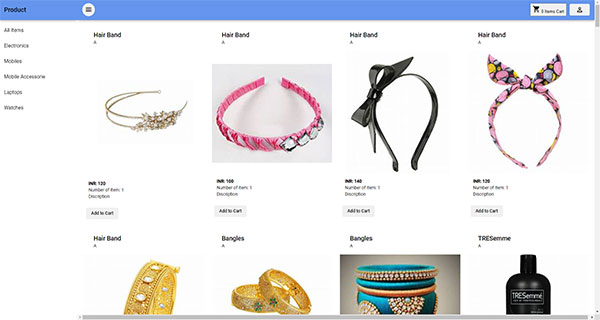 Product
0 Items Cart
All Items
Electronics
Mobiles
Mobile Accessorie
Laptops
Watches
Hair Band
A
INR: 120
Number of Item: 1
Discription
Add to Cart
Hair Band
A
INR: 100
Number of Item: 1
Discription
Add to Cart
Hair Band
A
INR: 140
Number of Item: 1
Discription
Add to Cart
Hair Band
A
INR: 120
Number of Item: 1
Discription
Add to Cart
Hair Band
A
Bangles
A
Bangles
A
TRESemme
A
TRESemmé